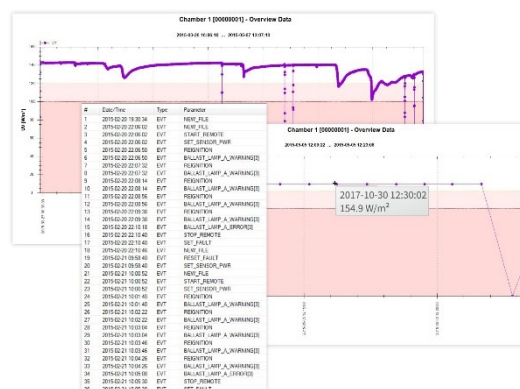 Chamber 1 [00000001] - Overview Data
UV [W/m²]
# Date/Time Type Parameter
1 2015-02-20 19:30:34 EVT NEW_FILE
2 2015-02-20 22:06:02 EVT NEW_FILE
3 2015-02-20 22:06:02 EVT START_REMOTE
4 2015-02-20 22:06:02 EVT SET_SENSOR_PWR
5 2015-02-20 22:06:50 EVT REIGNITION
6 2015-02-20 22:06:50 EVT BALLAST_LAMP_A_WARNING[3]
7 2015-02-20 22:07:32 EVT REIGNITION
8 2015-02-20 22:07:32 EVT BALLAST_LAMP_A_WARNING[3]
9 2015-02-20 22:08:14 EVT REIGNITION
10 2015-02-20 22:08:14 EVT BALLAST_LAMP_A_WARNING[3]
11 2015-02-20 22:08:56 EVT REIGNITION
12 2015-02-20 22:08:56 EVT BALLAST_LAMP_A_WARNING[3]
13 2015-02-20 22:09:38 EVT REIGNITION
14 2015-02-20 22:09:38 EVT BALLAST_LAMP_A_WARNING[3]
15 2015-02-20 22:10:18 EVT BALLAST_LAMP_A_ERROR[3]
16 2015-02-20 22:10:40 EVT STOP_REMOTE
17 2015-02-20 22:10:40 EVT SET_FAULT
18 2015-02-20 22:10:46 EVT NEW_FILE
19 2015-02-21 09:58:40 EVT RESET_FAULT
20 2015-02-21 09:58:40 EVT SET_SENSOR_PWR
21 2015-02-21 10:00:52 EVT NEW_FILE
22 2015-02-21 10:00:52 EVT START_REMOTE
23 2015-02-21 10:00:52 EVT SET_SENSOR_PWR
24 2015-02-21 10:01:40 EVT REIGNITION
25 2015-02-21 10:01:40 EVT BALLAST_LAMP_A_WARNING[3]
26 2015-02-21 10:02:22 EVT REIGNITION
27 2015-02-21 10:02:22 EVT BALLAST_LAMP_A_WARNING[3]
28 2015-02-21 10:03:04 EVT REIGNITION
29 2015-02-21 10:03:04 EVT BALLAST_LAMP_A_WARNING[3]
30 2015-02-21 10:03:46 EVT REIGNITION
31 2015-02-21 10:03:46 EVT BALLAST_LAMP_A_WARNING[3]
32 2015-02-21 10:04:26 EVT REIGNITION
33 2015-02-21 10:04:26 EVT BALLAST_LAMP_A_WARNING[3]
34 2015-02-21 10:05:08 EVT BALLAST_LAMP_A_ERROR[3]
35 2015-02-21 10:05:30 EVT STOP_REMOTE
Chamber 1 [00000001] - Overview Data
2017-10-30 12:30:02
154.9 W/m²